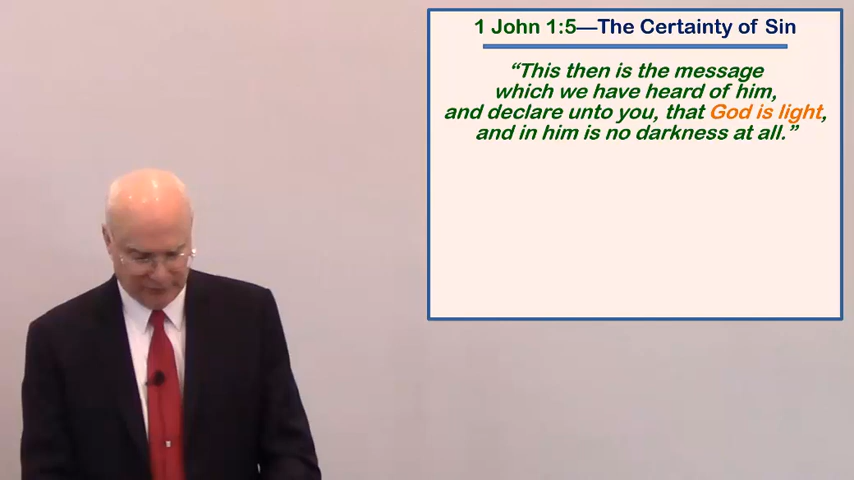 1 John 1:5—The Certainty of Sin
“This then is the message
which we have heard of him,
and declare unto you, that God is light,
and in him is no darkness at all.”